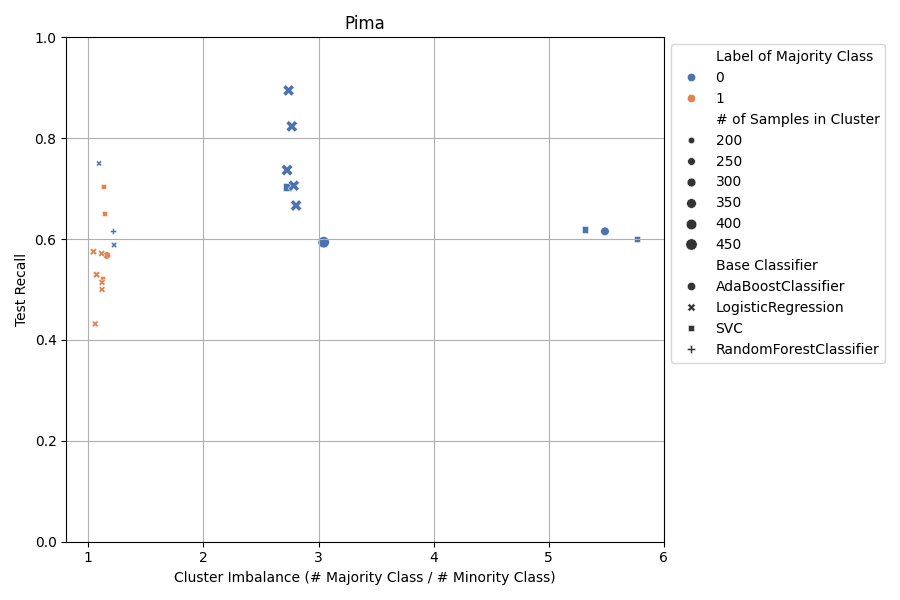 Pima
1.0
0.8
0.6
0.4
0.2
0.0
Test Recall
1
2
3
4
5
6
Cluster Imbalance (# Majority Class / # Minority Class)
Label of Majority Class
0
1
# of Samples in Cluster
200
250
300
350
400
450
Base Classifier
AdaBoostClassifier
LogisticRegression
SVC
RandomForestClassifier